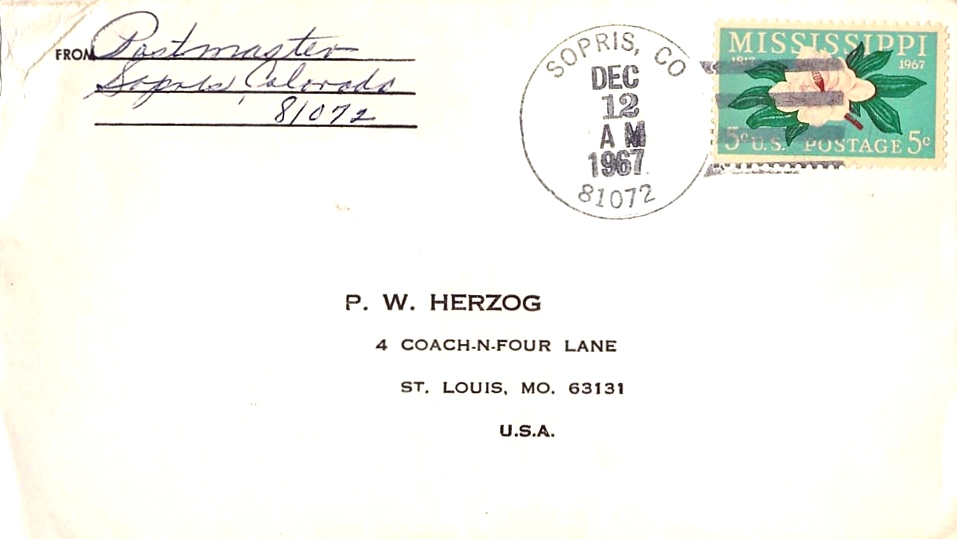 FROM Postmaster
Sopris, Colorado
81072
SOPRIS, CO
DEC
12
AM
1967
81072
MISSISSIPPI
1817 1967
5c U.S. POSTAGE 5c
P. W. HERZOG
4 COACH-N-FOUR LANE
ST. LOUIS, MO. 63131
U.S.A.